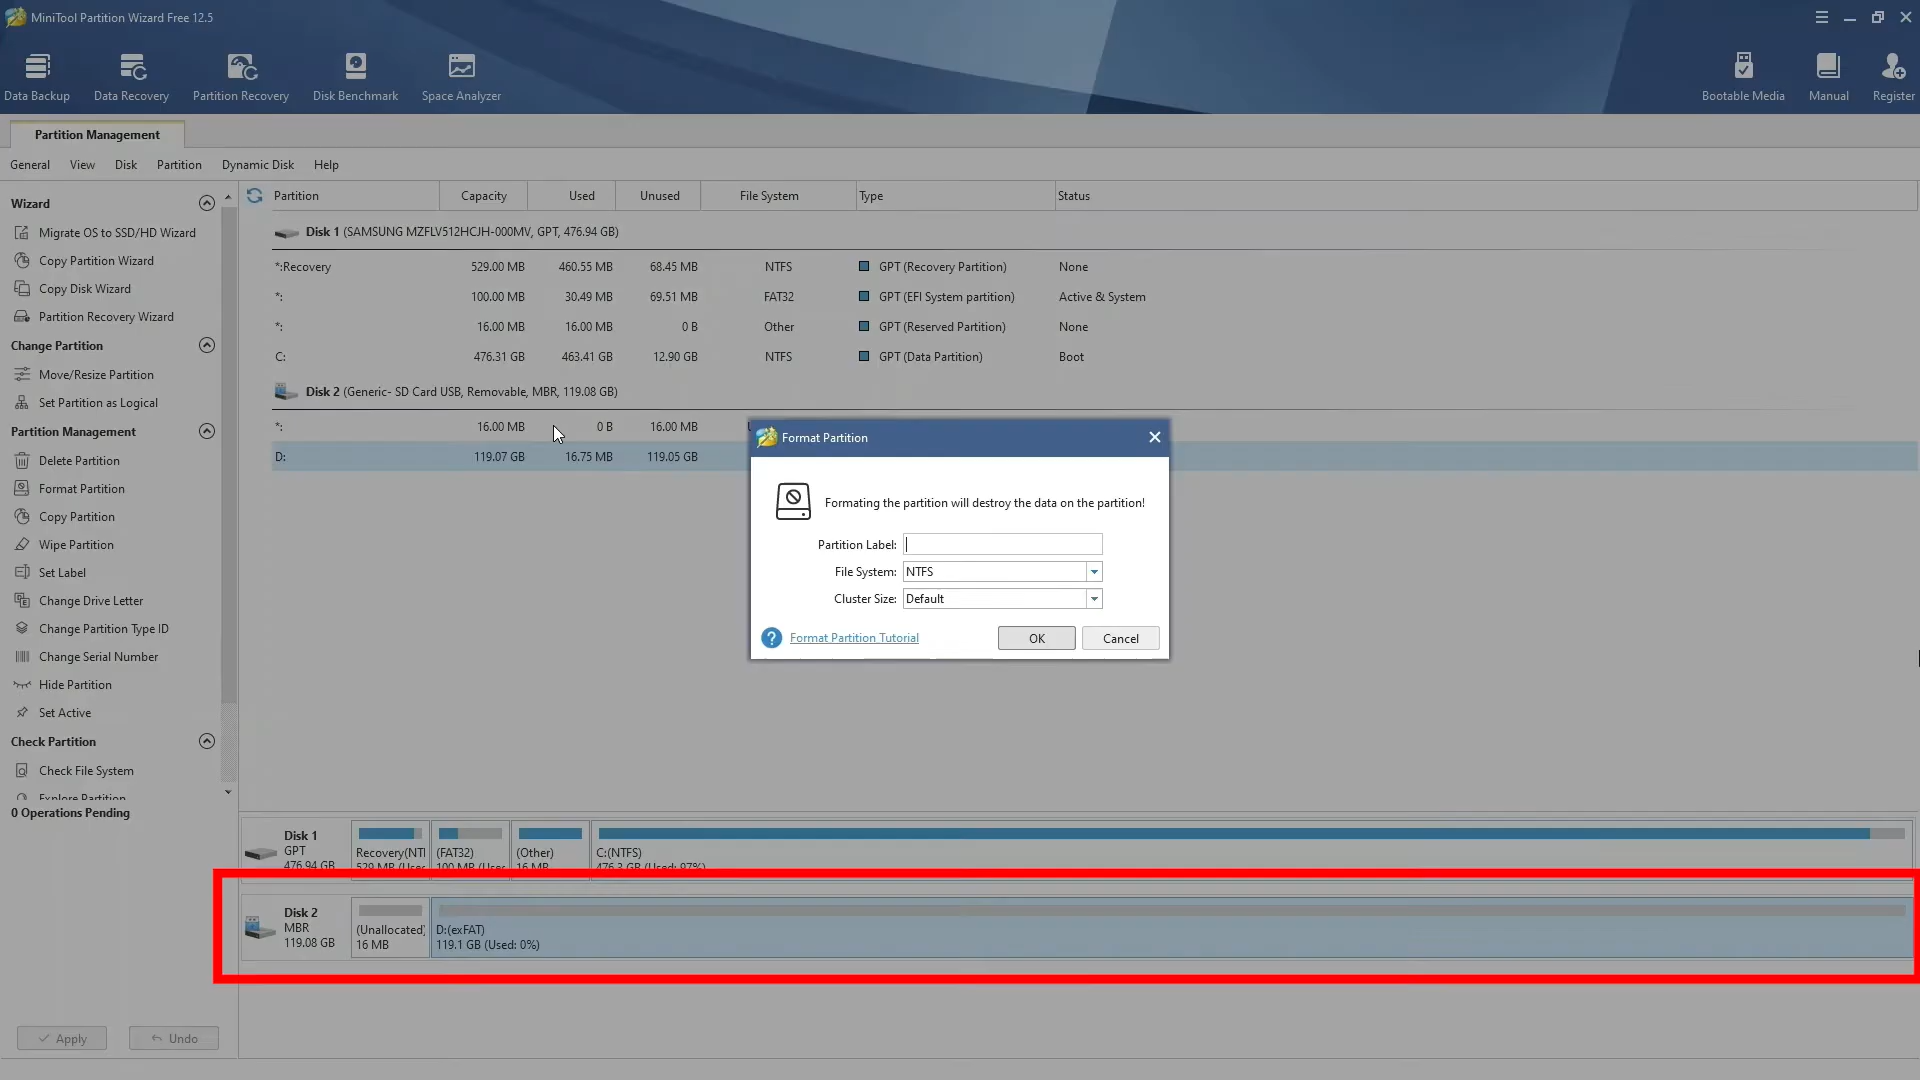 MiniTool Partition Wizard Free 12.5
Data Backup
Data Recovery
Partition Recovery
Disk Benchmark
Space Analyzer
Bootable Media
Manual
Register
Partition Management
General View Disk Partition Dynamic Disk Help
Wizard
Migrate OS to SSD/HD Wizard
Copy Partition Wizard
Copy Disk Wizard
Partition Recovery Wizard
Change Partition
Move/Resize Partition
Set Partition as Logical
Partition Management
Delete Partition
Format Partition
Copy Partition
Wipe Partition
Set Label
Change Drive Letter
Change Partition Type ID
Change Serial Number
Hide Partition
Set Active
Check Partition
Check File System
Explore Partition
0 Operations Pending
Apply
Undo
Partition Capacity Used Unused File System Type Status
Disk 1 (SAMSUNG MZFLV512HCJH-000MV, GPT, 476.94 GB)
*:Recovery 529.00 MB 460.55 MB 68.45 MB NTFS GPT (Recovery Partition) None
*: 100.00 MB 30.49 MB 69.51 MB FAT32 GPT (EFI System partition) Active & System
*: 16.00 MB 16.00 MB 0 B Other GPT (Reserved Partition) None
C: 476.31 GB 463.41 GB 12.90 GB NTFS GPT (Data Partition) Boot
Disk 2 (Generic- SD Card USB, Removable, MBR, 119.08 GB)
*: 16.00 MB 0 B 16.00 MB
D: 119.07 GB 16.75 MB 119.05 GB
Format Partition
Formating the partition will destroy the data on the partition!
Partition Label:
File System: NTFS
Cluster Size: Default
? Format Partition Tutorial
OK
Cancel
Disk 1
GPT
476.94 GB
Recovery(NTI
529 MB (User
(FAT32)
100 MB (User
(Other)
16 MB
C:(NTFS)
476.3 GB (Used: 97%)
Disk 2
MBR
119.08 GB
(Unallocated)
16 MB
D:(exFAT)
119.1 GB (Used: 0%)